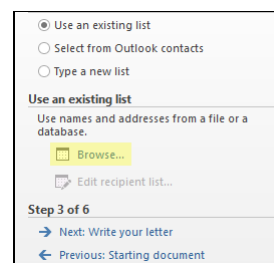 Use an existing list
Select from Outlook contacts
Type a new list
Use an existing list
Use names and addresses from a file or a
database.
Browse...
Edit recipient list...
Step 3 of 6
Next: Write your letter
Previous: Starting document